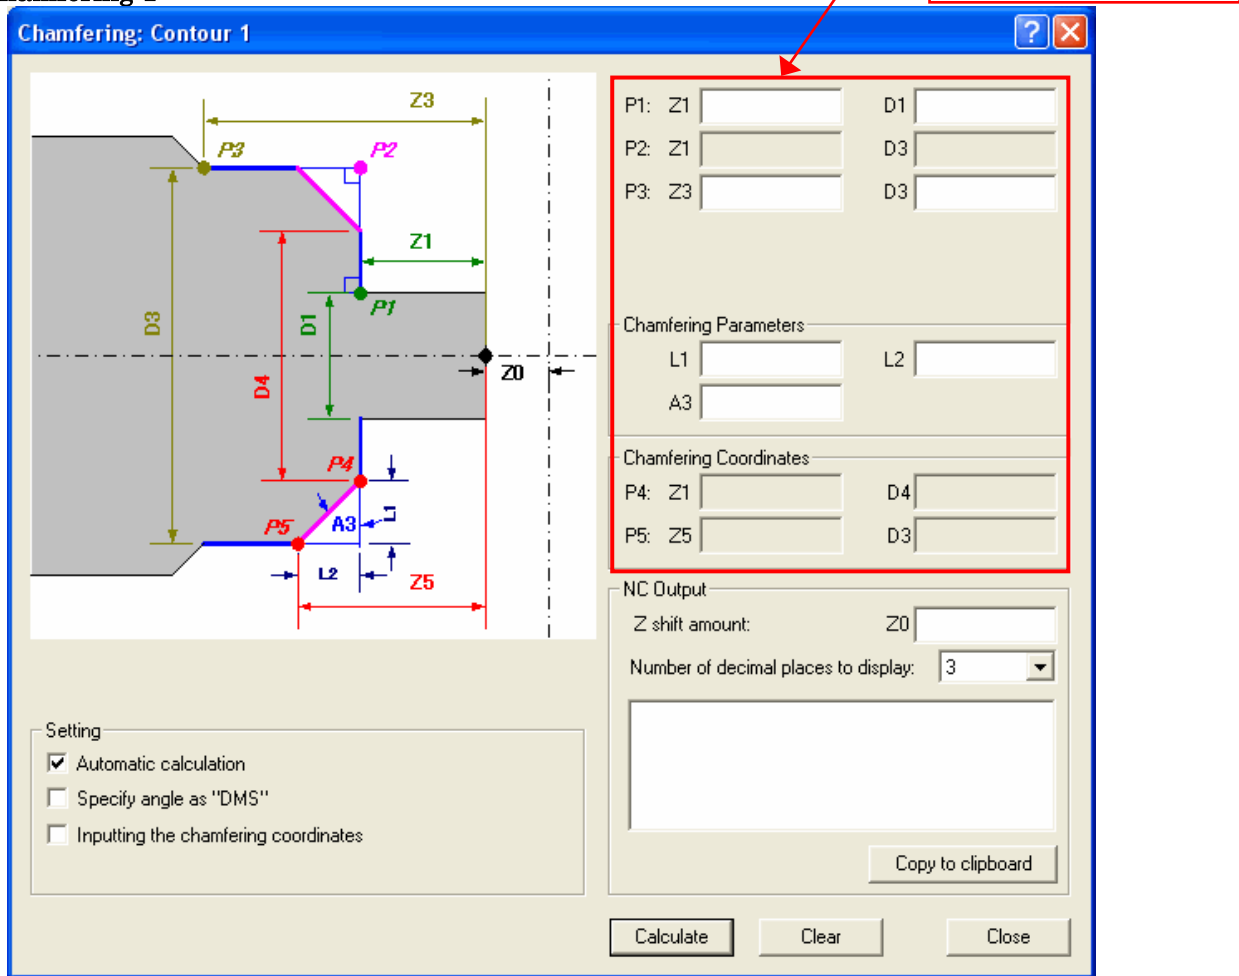 Chamfering: Contour 1
Z3
P3
P2
Z1
P1
D3
D1
D4
Z0
P4
P5
A3
L1
L2
Z5
P1: Z1 D1
P2: Z1 D3
P3: Z3 D3
Chamfering Parameters
L1 L2
A3
Chamfering Coordinates
P4: Z1 D4
P5: Z5 D3
NC Output
Z shift amount: Z0
Number of decimal places to display: 3
Setting
Automatic calculation
Specify angle as "DMS"
Inputting the chamfering coordinates
Copy to clipboard
Calculate Clear Close